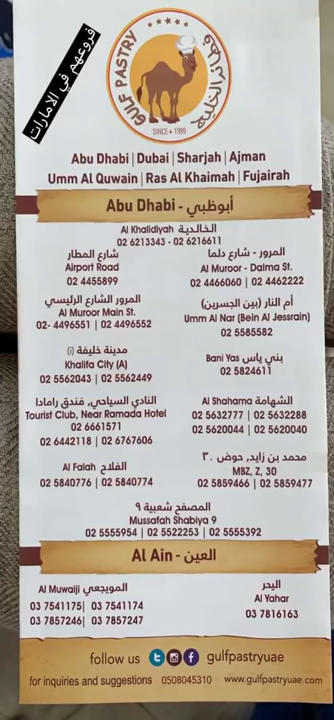 فروعهم في الامارات
GULF PASTRY
SINCE 1999
Abu Dhabi | Dubai | Sharjah | Ajman
Umm Al Quwain | Ras Al Khaimah | Fujairah
Abu Dhabi - أبوظبي
Al Khalidiyah الخالدية
02 6213343 - 02 6216611
شارع المطار
Airport Road
02 4455899
المرور - شارع دلما
Al Muroor - Dalma St.
02 4466060 | 02 4462222
المرور الشارع الرئيسي
Al Muroor Main St.
02- 4496551 | 02 4496552
أم النار (بين الجسرين)
Umm Al Nar (Bein Al Jessrain)
02 5585582
مدينة خليفة (أ)
Khalifa City (A)
02 5562043 | 02 5562449
Bani Yas بني ياس
02 5824611
النادي السياحي، فندق رامادا
Tourist Club, Near Ramada Hotel
02 6661571
02 6442118 | 02 6767606
Al Shahama الشهامة
02 5632777 | 02 5632288
02 5620044 | 02 5620040
Al Falah الفلاح
02 5840776 | 02 5840774
محمد بن زايد, حوض ٣٠
MBZ, Z, 30
02 5859466 | 02 5859477
المصفح شعبية ٩
Mussafah Shabiya 9
02 5555954 | 02 5522253 | 02 5555392
Al Ain - العين
Al Muwaiji المويجعي
03 7541175| 03 7541174
03 7857246| 03 7857247
اليحر
Al Yahar
03 7816163
follow us gulfpastryuae
for inquiries and suggestions 0508045310 www.gulfpastryuae.com